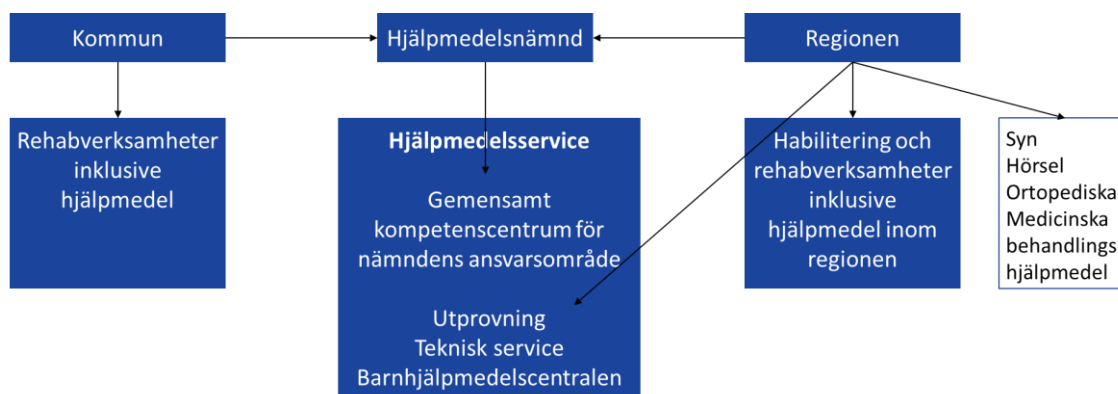 Kommun
Hjälpmedelsnämnd
Regionen
Rehabverksamheter
inklusive
hjälpmedel
Hjälpmedelsservice
Gemensamt
kompetenscentrum för
nämndens ansvarsområde
Utprovning
Teknisk service
Barnhjälpmedelscentralen
Habilitering och
rehabverksamheter
inklusive
hjälpmedel inom
regionen
Syn
Hörsel
Ortopediska
Medicinska
behandlings
hjälpmedel